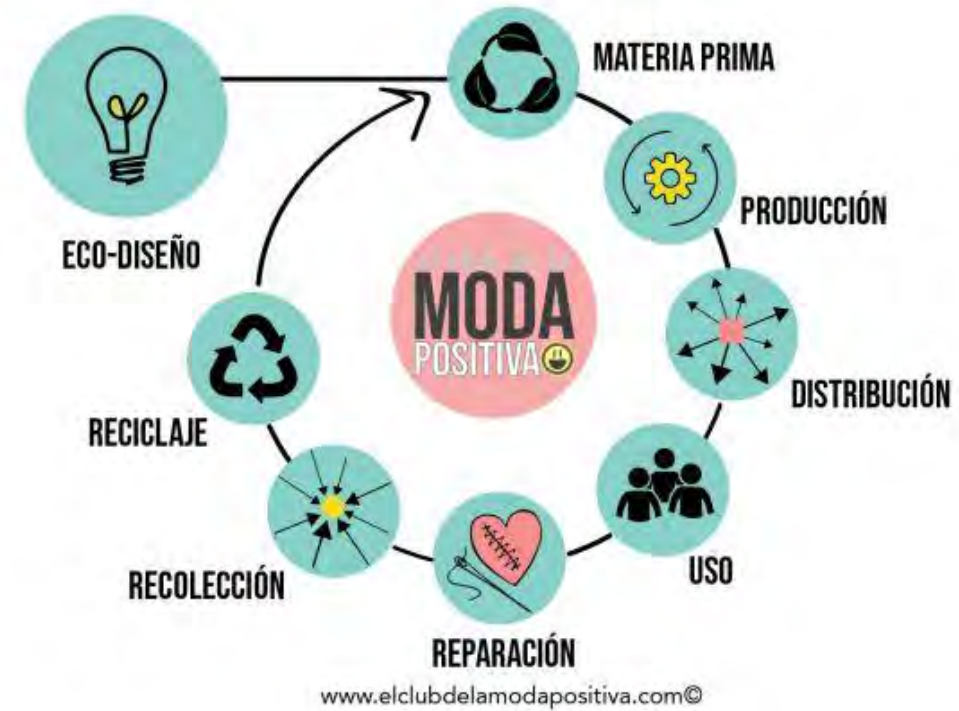 MATERIA PRIMA
PRODUCCIÓN
ECO-DISEÑO
MODA
POSITIVA
DISTRIBUCIÓN
RECICLAJE
USO
RECOLECCIÓN
REPARACIÓN
www.elclubdelamodapositiva.com©